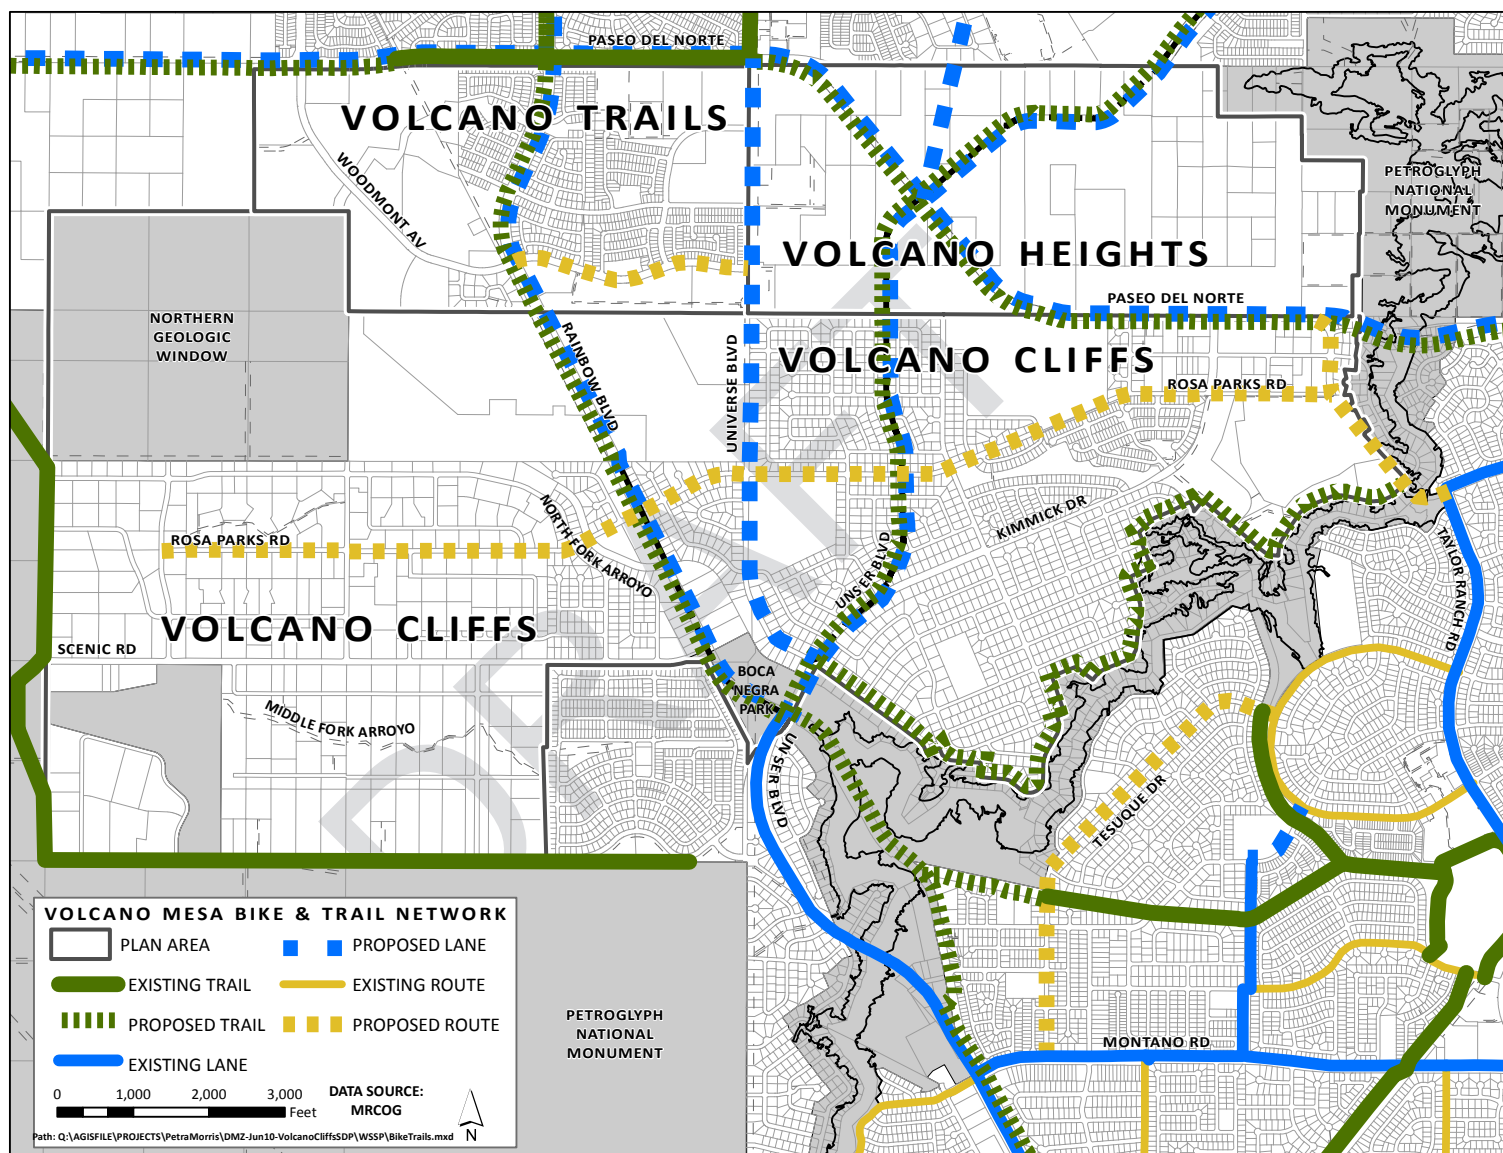 PASEO DEL NORTE
VOLCANO TRAILS
WOODMONT AV
PETROGLYPH
NATIONAL
MONUMENT
VOLCANO HEIGHTS
PASEO DEL NORTE
NORTHERN
GEOLOGIC
WINDOW
RAINBOW BLVD
UNIVERSE BLVD
VOLCANO CLIFFS
ROSA PARKS RD
NORTH FORK ARROYO
KIMMICK DR
ROSA PARKS RD
UNSER BLVD
TAYLOR RANCH RD
VOLCANO CLIFFS
SCENIC RD
BOCA
NEGRA
PARK
MIDDLE FORK ARROYO
UNSER BLVD
TESUQUE DR
DRAFT
VOLCANO MESA BIKE & TRAIL NETWORK
PLAN AREA
PROPOSED LANE
EXISTING TRAIL
EXISTING ROUTE
PROPOSED TRAIL
PROPOSED ROUTE
EXISTING LANE
PETROGLYPH
NATIONAL
MONUMENT
MONTANO RD
0 1,000 2,000 3,000
Feet
DATA SOURCE:
MRCOG
N
Path: Q:\AGISFILE\PROJECTS\PetraMorris\DMZ-Jun10-VolcanoCliffsSDP\WSSP\BikeTrails.mxd